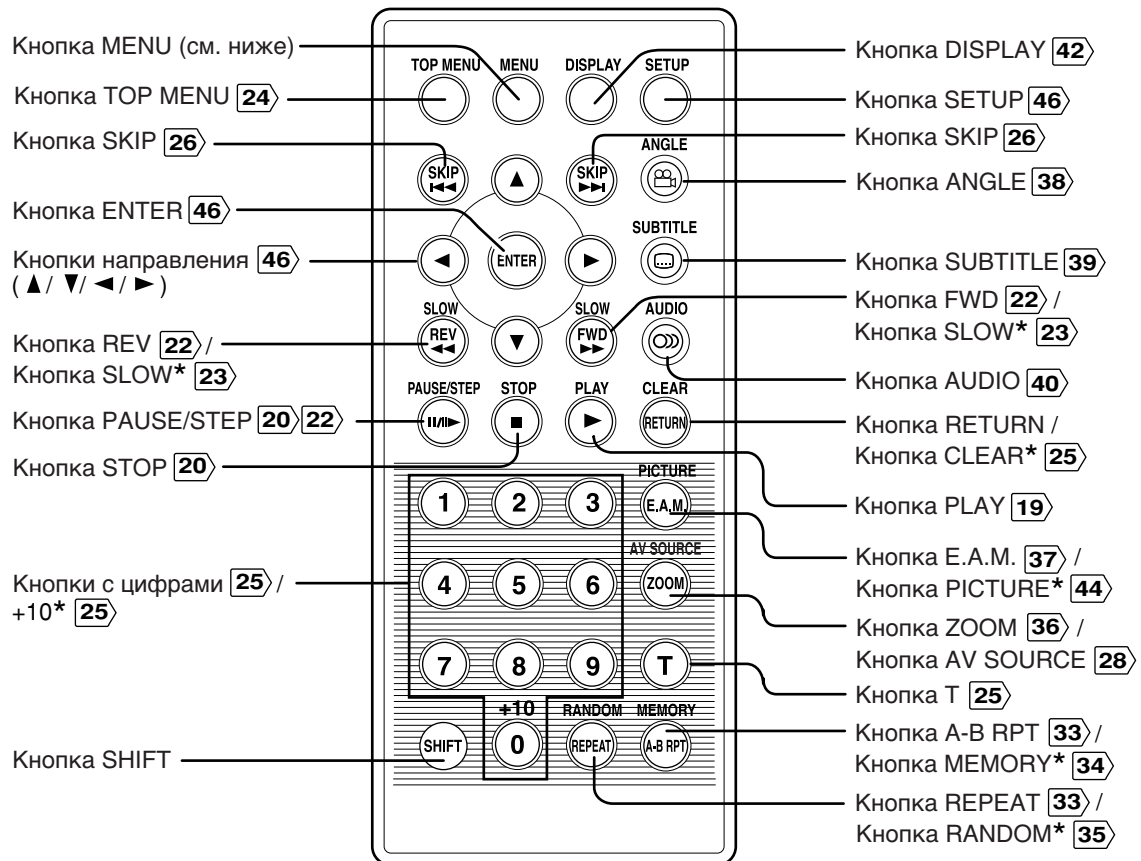 Кнопка MENU (см. ниже)
Кнопка TOP MENU 24
Кнопка SKIP 26
Кнопка ENTER 46
Кнопки направления 46
( ▲/ ▼/ ◄ / ► )
Кнопка REV 22 /
Кнопка SLOW* 23
Кнопка PAUSE/STEP 20 22
Кнопка STOP 20
Кнопки с цифрами 25 /
+10* 25
Кнопка SHIFT
TOP MENU MENU DISPLAY SETUP
ANGLE
SKIP SKIP
SUBTITLE
ENTER
SLOW SLOW AUDIO
REV FWD
PAUSE/STEP STOP PLAY CLEAR
RETURN
PICTURE
1 2 3 E.A.M.
AV SOURCE
4 5 6 ZOOM
7 8 9 T
+10 RANDOM MEMORY
SHIFT 0 REPEAT A-B RPT
Кнопка DISPLAY 42
Кнопка SETUP 46
Кнопка SKIP 26
Кнопка ANGLE 38
Кнопка SUBTITLE 39
Кнопка FWD 22 /
Кнопка SLOW* 23
Кнопка AUDIO 40
Кнопка RETURN /
Кнопка CLEAR* 25
Кнопка PLAY 19
Кнопка E.A.M. 37 /
Кнопка PICTURE* 44
Кнопка ZOOM 36 /
Кнопка AV SOURCE 28
Кнопка T 25
Кнопка A-B RPT 33 /
Кнопка MEMORY* 34
Кнопка REPEAT 33 /
Кнопка RANDOM* 35